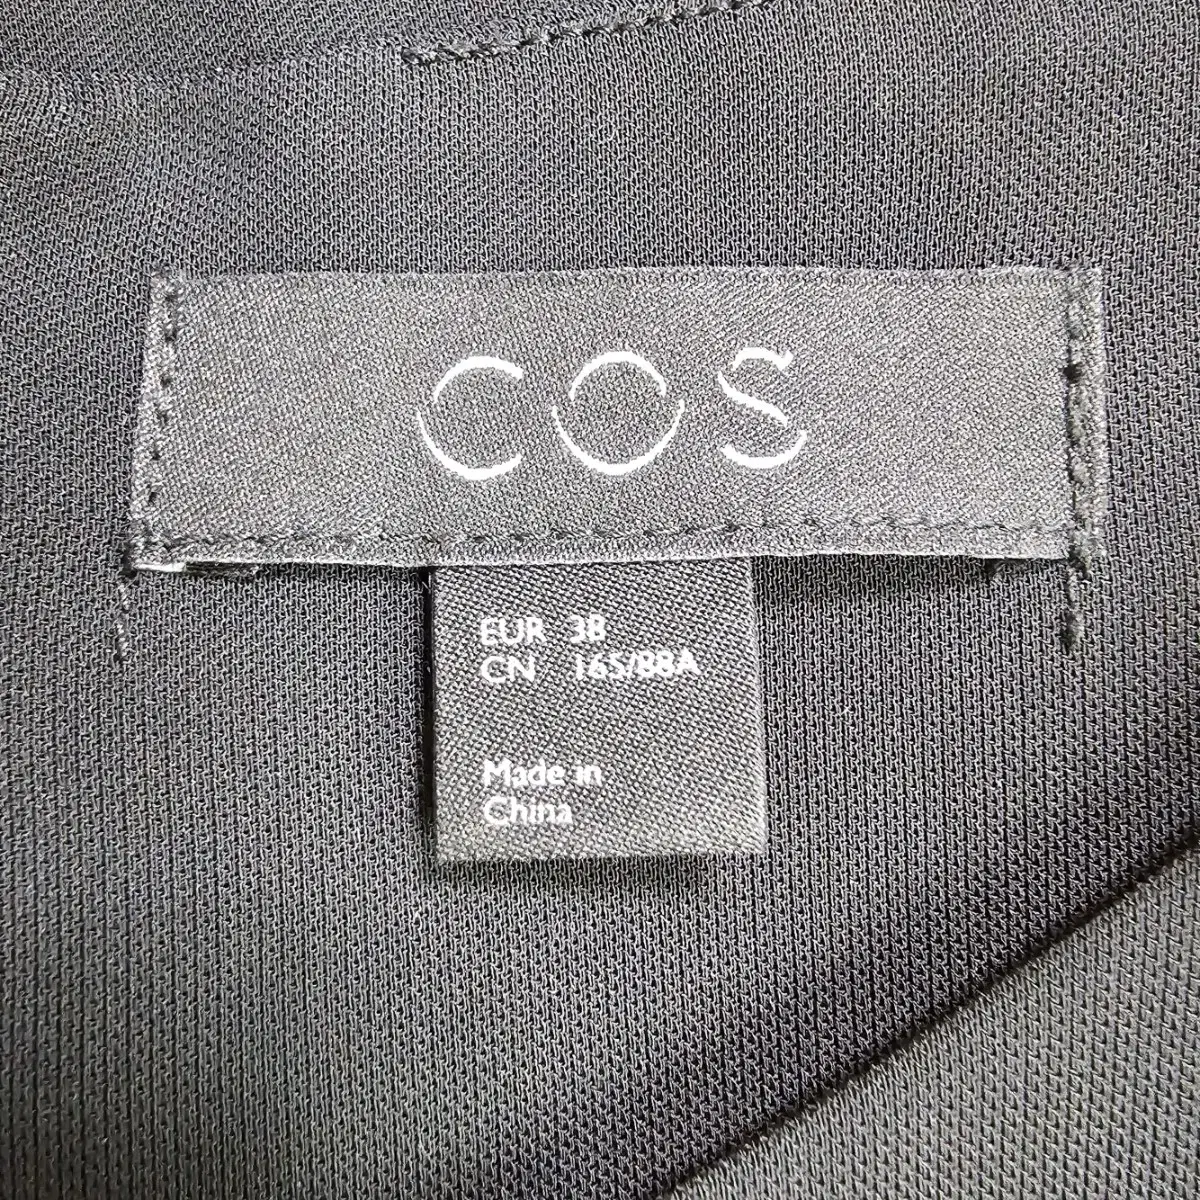 COS
EUR 38
CN 165/88A
Made in
China